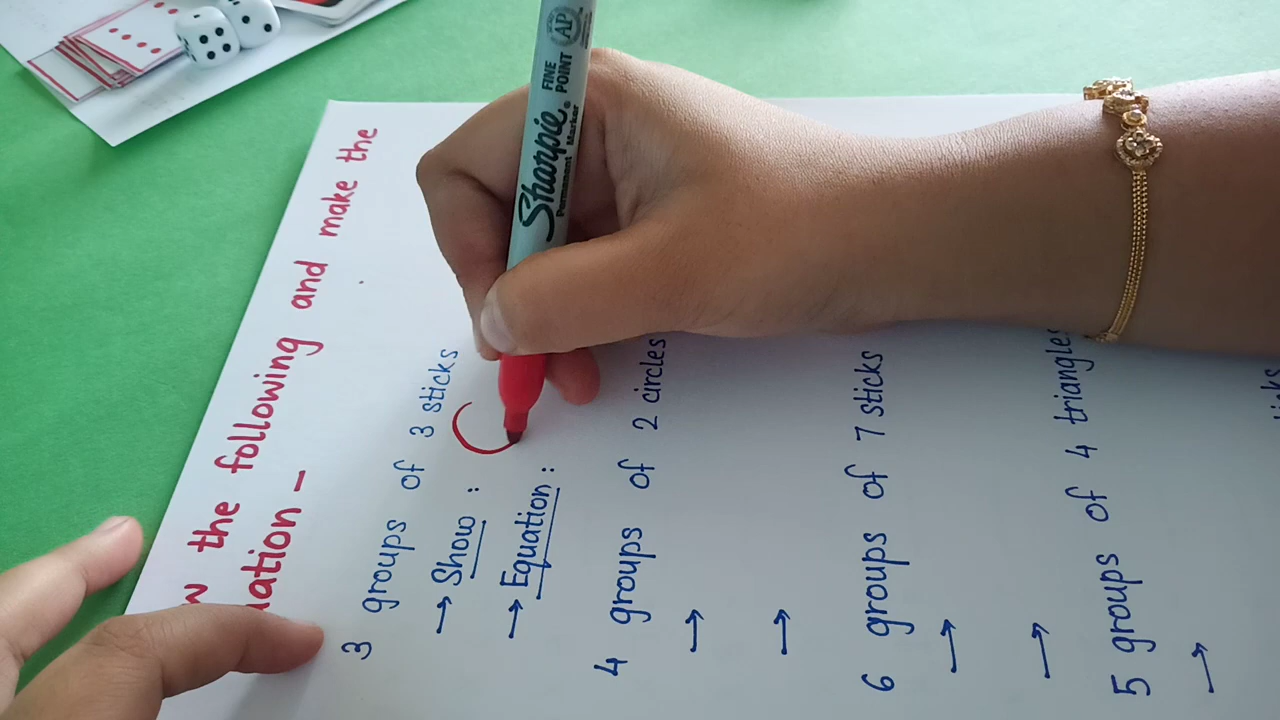 the following and make the
3 groups of 3 sticks
→ Show :
→ Equation :
4 groups of 2 circles
→
→
6 groups of 7 sticks
→
→
5 groups of 4 triangles
→
Sharpie®
FINE POINT
Permanent Marker
AP